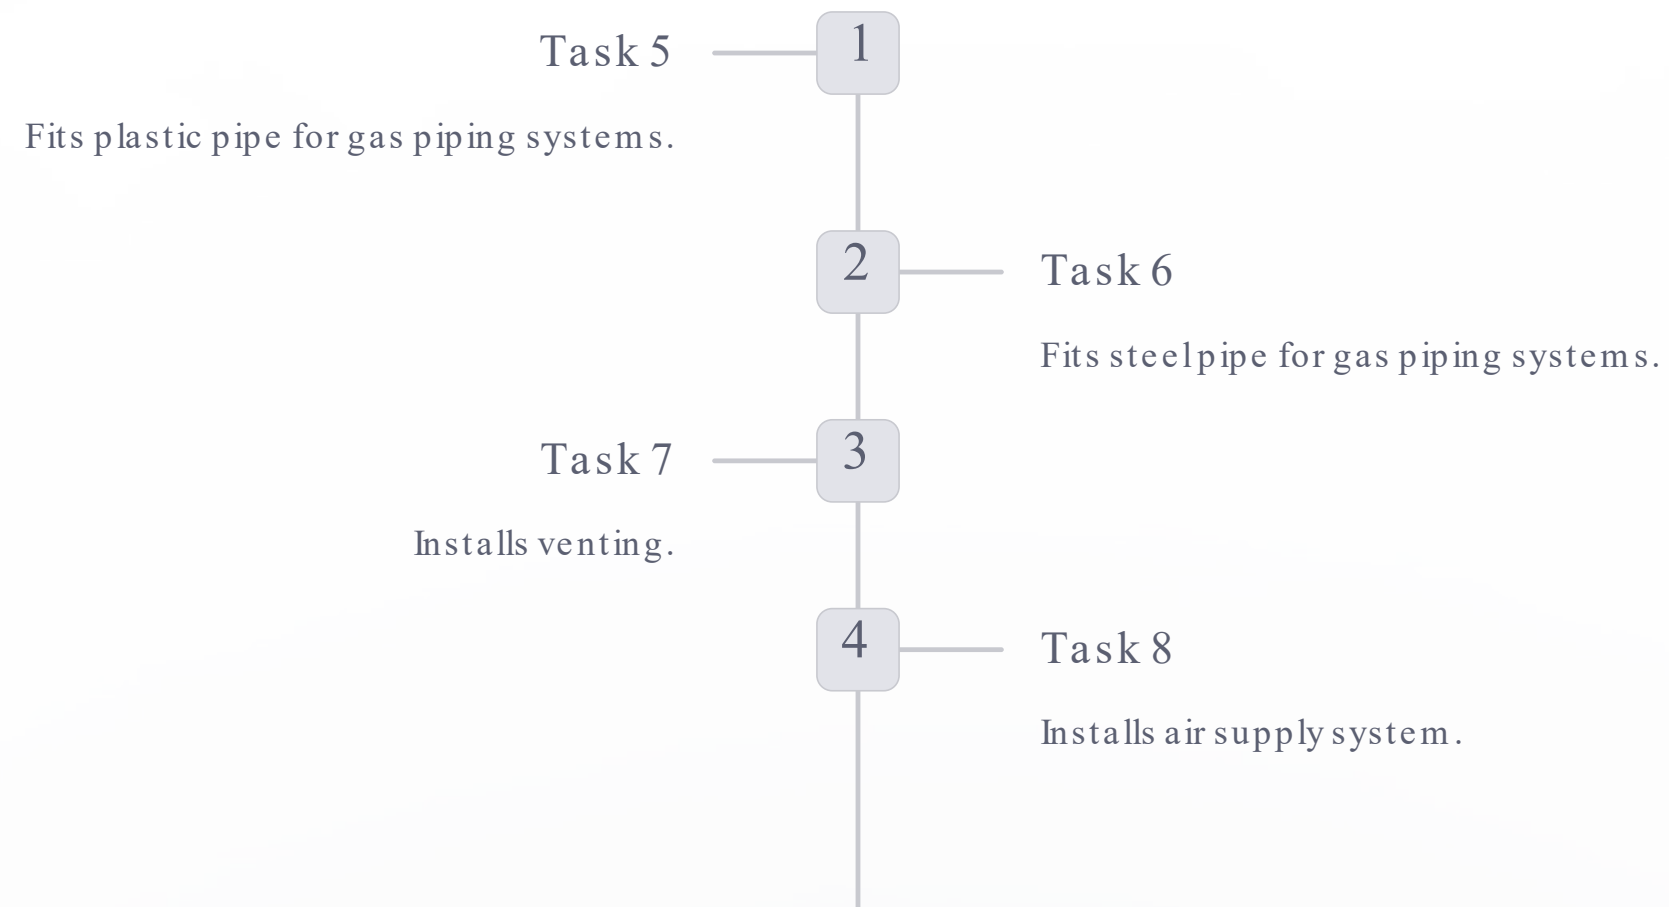 1
Task 5
Fits plastic pipe for gas piping systems.
2
Task 6
Fits steel pipe for gas piping systems.
3
Task 7
Installs venting.
4
Task 8
Installs air supply system.